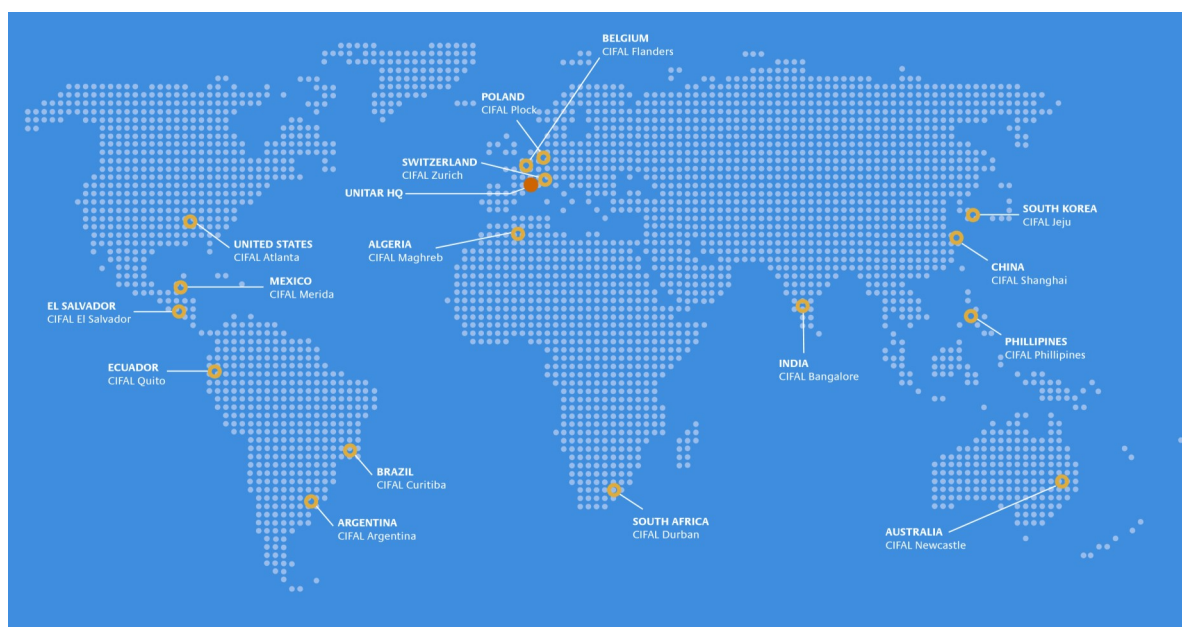 BELGIUM
CIFAL Flanders
POLAND
CIFAL Plock
SWITZERLAND
CIFAL Zurich
UNITAR HQ
SOUTH KOREA
CIFAL Jeju
UNITED STATES
CIFAL Atlanta
ALGERIA
CIFAL Maghreb
CHINA
CIFAL Shanghai
MEXICO
CIFAL Merida
EL SALVADOR
CIFAL El Salvador
PHILLIPINES
CIFAL Phillipines
ECUADOR
CIFAL Quito
INDIA
CIFAL Bangalore
BRAZIL
CIFAL Curitiba
ARGENTINA
CIFAL Argentina
SOUTH AFRICA
CIFAL Durban
AUSTRALIA
CIFAL Newcastle